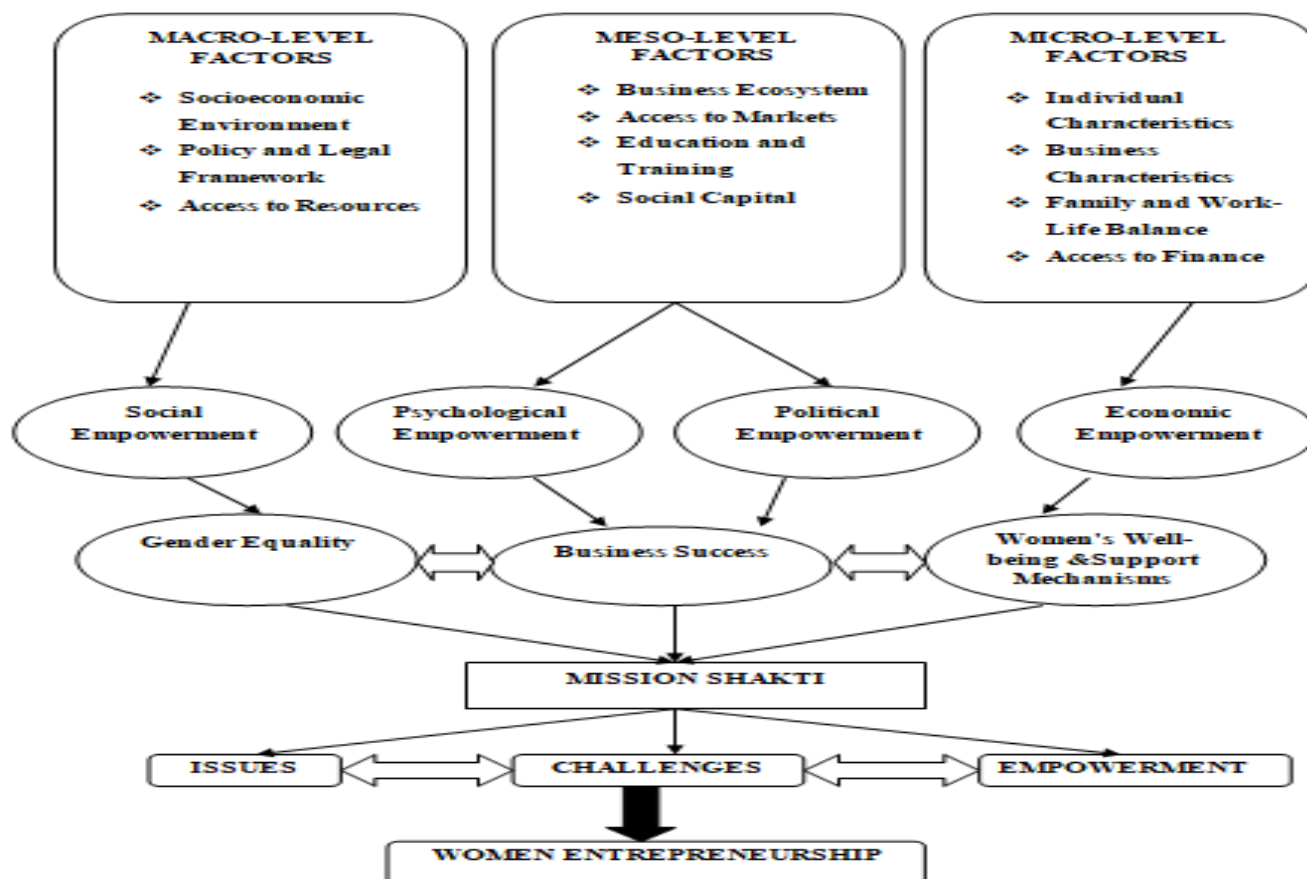 MACRO-LEVEL
FACTORS
❖ Socioeconomic
Environment
❖ Policy and Legal
Framework
❖ Access to Resources
MESO-LEVEL
FACTORS
❖ Business Ecosystem
❖ Access to Markets
❖ Education and
Training
❖ Social Capital
MICRO-LEVEL
FACTORS
❖ Individual
Characteristics
❖ Business
Characteristics
❖ Family and Work-
Life Balance
❖ Access to Finance
Social
Empowerment
Psychological
Empowerment
Political
Empowerment
Economic
Empowerment
Gender Equality
Business Success
Women's Well-
being &Support
Mechanisms
MISSION SHAKTI
ISSUES
CHALLENGES
EMPOWERMENT
WOMEN ENTREPRENEURSHIP